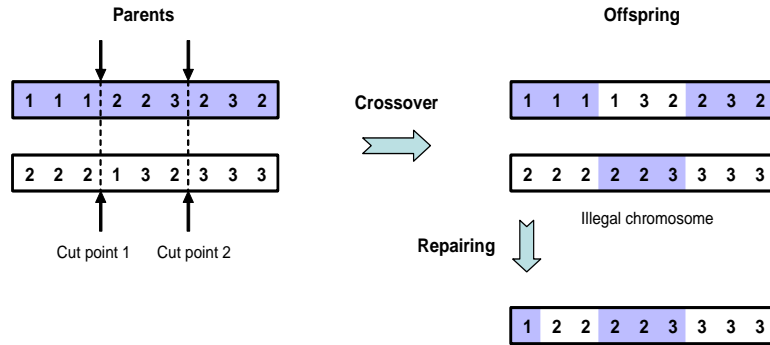 Parents
Offspring
1 1 1 2 2 3 2 3 2
Crossover
1 1 1 1 3 2 2 3 2
2 2 2 1 3 2 3 3 3
2 2 2 2 2 3 3 3 3
Illegal chromosome
Cut point 1
Cut point 2
Repairing
1 2 2 2 2 3 3 3 3